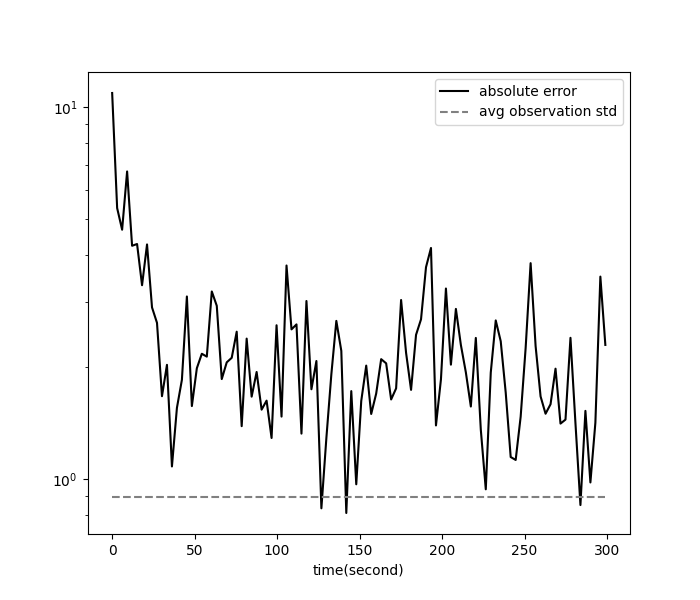 absolute error
avg observation std
10¹
10⁰
0 50 100 150 200 250 300
time(second)